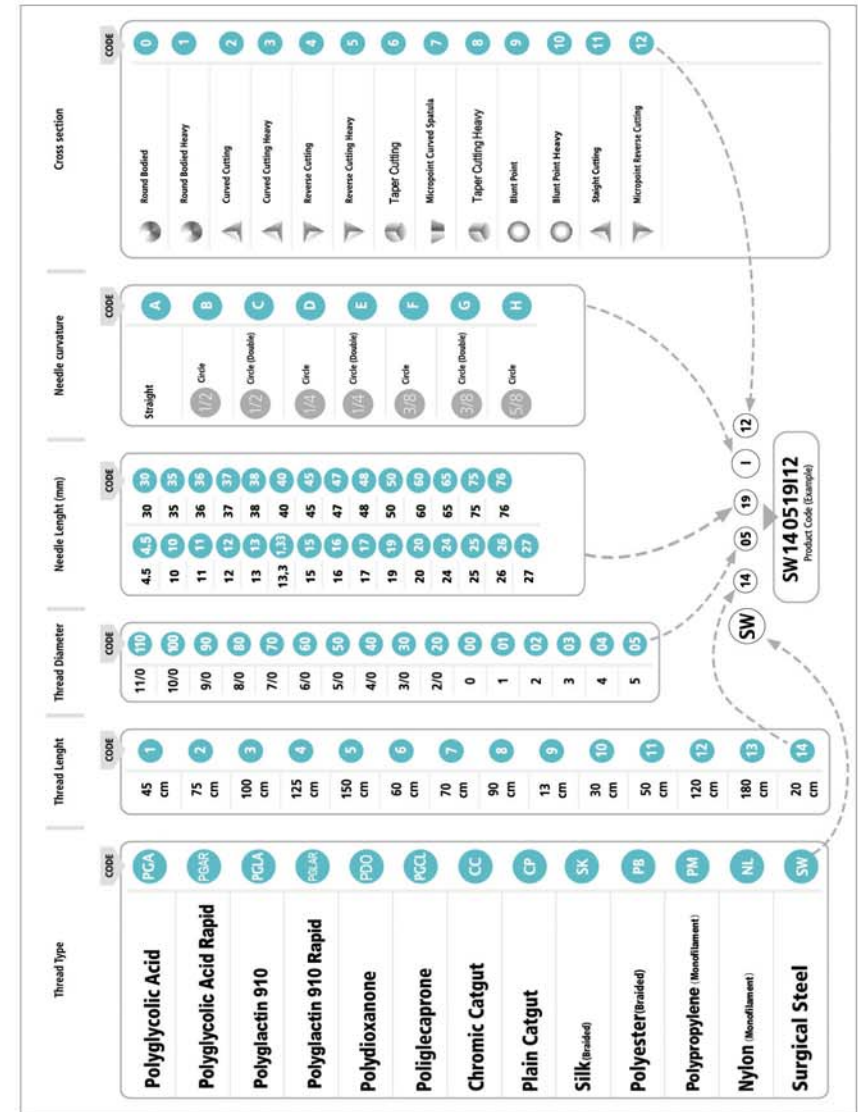 Thread Type
CODE
Polyglycolic Acid PGA
Polyglycolic Acid Rapid PGAR
Polyglactin 910 PGLA
Polyglactin 910 Rapid PGLAR
Polydioxanone PDO
Poliglecaprone PGCL
Chromic Catgut CC
Plain Catgut CP
Silk (Braided) SK
Polyester (Braided) PB
Polypropylene (Monofilament) PM
Nylon (Monofilament) NL
Surgical Steel SW
Thread Lenght
CODE
45 cm 1
75 cm 2
100 cm 3
125 cm 4
150 cm 5
60 cm 6
70 cm 7
90 cm 8
13 cm 9
30 cm 10
50 cm 11
120 cm 12
180 cm 13
20 cm 14
Thread Diameter
CODE
11/0 110
10/0 100
9/0 90
8/0 80
7/0 70
6/0 60
5/0 50
4/0 40
3/0 30
2/0 20
0 00
1 01
2 02
3 03
4 04
5 05
Needle Lenght (mm)
CODE
4.5 4.5 30 30
10 10 35 35
11 11 36 36
12 12 37 37
13 13 38 38
13,3 1,33 40 40
15 15 45 45
16 16 47 47
17 17 48 48
19 19 50 50
20 20 60 60
24 24 65 65
25 25 75 75
26 26 76 76
27 27
Needle curvature
CODE
Straight A
1/2 Circle B
1/2 Circle (Double) C
1/4 Circle D
1/4 Circle (Double) E
3/8 Circle F
3/8 Circle (Double) G
5/8 Circle H
Cross section
CODE
Round Bodied 0
Round Bodied Heavy 1
Curved Cutting 2
Curved Cutting Heavy 3
Reverse Cutting 4
Reverse Cutting Heavy 5
Taper Cutting 6
Micropoint Curved Spatula 7
Taper Cutting Heavy 8
Blunt Point 9
Blunt Point Heavy 10
Staight Cutting 11
Micropoint Reverse Cutting 12
SW 14 05 19 I 12
SW140519I12
Product Code (Example)